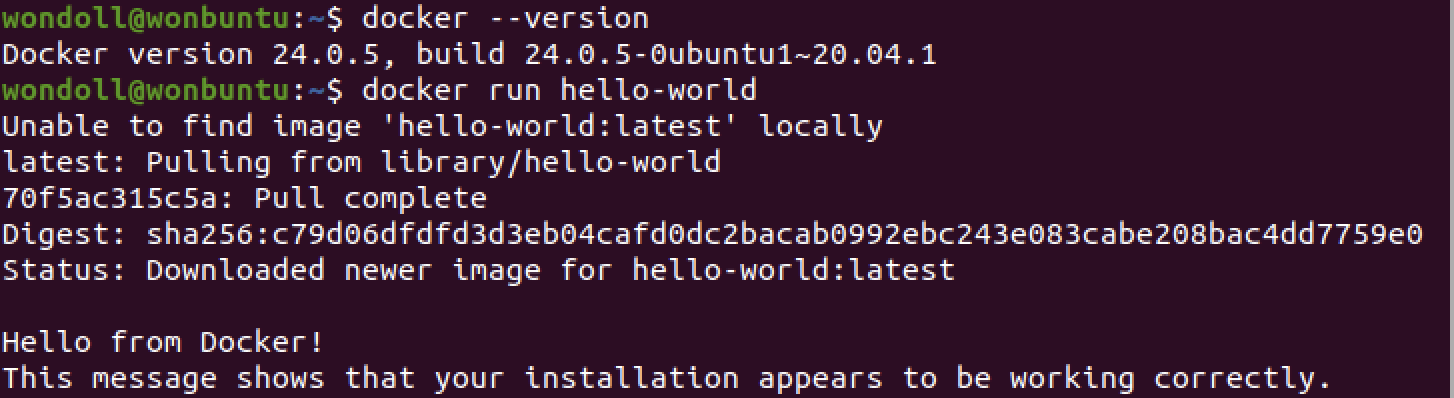 wondoll@wonbuntu:~$ docker --version
Docker version 24.0.5, build 24.0.5-0ubuntu1~20.04.1
wondoll@wonbuntu:~$ docker run hello-world
Unable to find image 'hello-world:latest' locally
latest: Pulling from library/hello-world
70f5ac315c5a: Pull complete
Digest: sha256:c79d06dfdfd3d3eb04cafd0dc2bacab0992ebc243e083cabe208bac4dd7759e0
Status: Downloaded newer image for hello-world:latest
Hello from Docker!
This message shows that your installation appears to be working correctly.